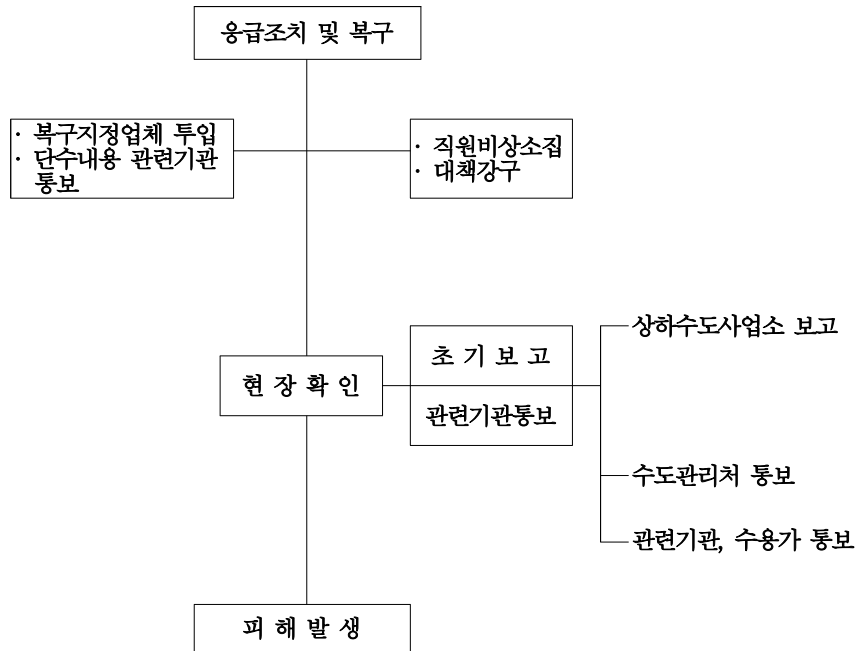 응급조치 및 복구
· 복구지정업체 투입
· 단수내용 관련기관
통보
· 직원비상소집
· 대책강구
상하수도사업소 보고
초 기 보 고
현 장 확 인
관련기관통보
수도관리처 통보
관련기관, 수용가 통보
피 해 발 생